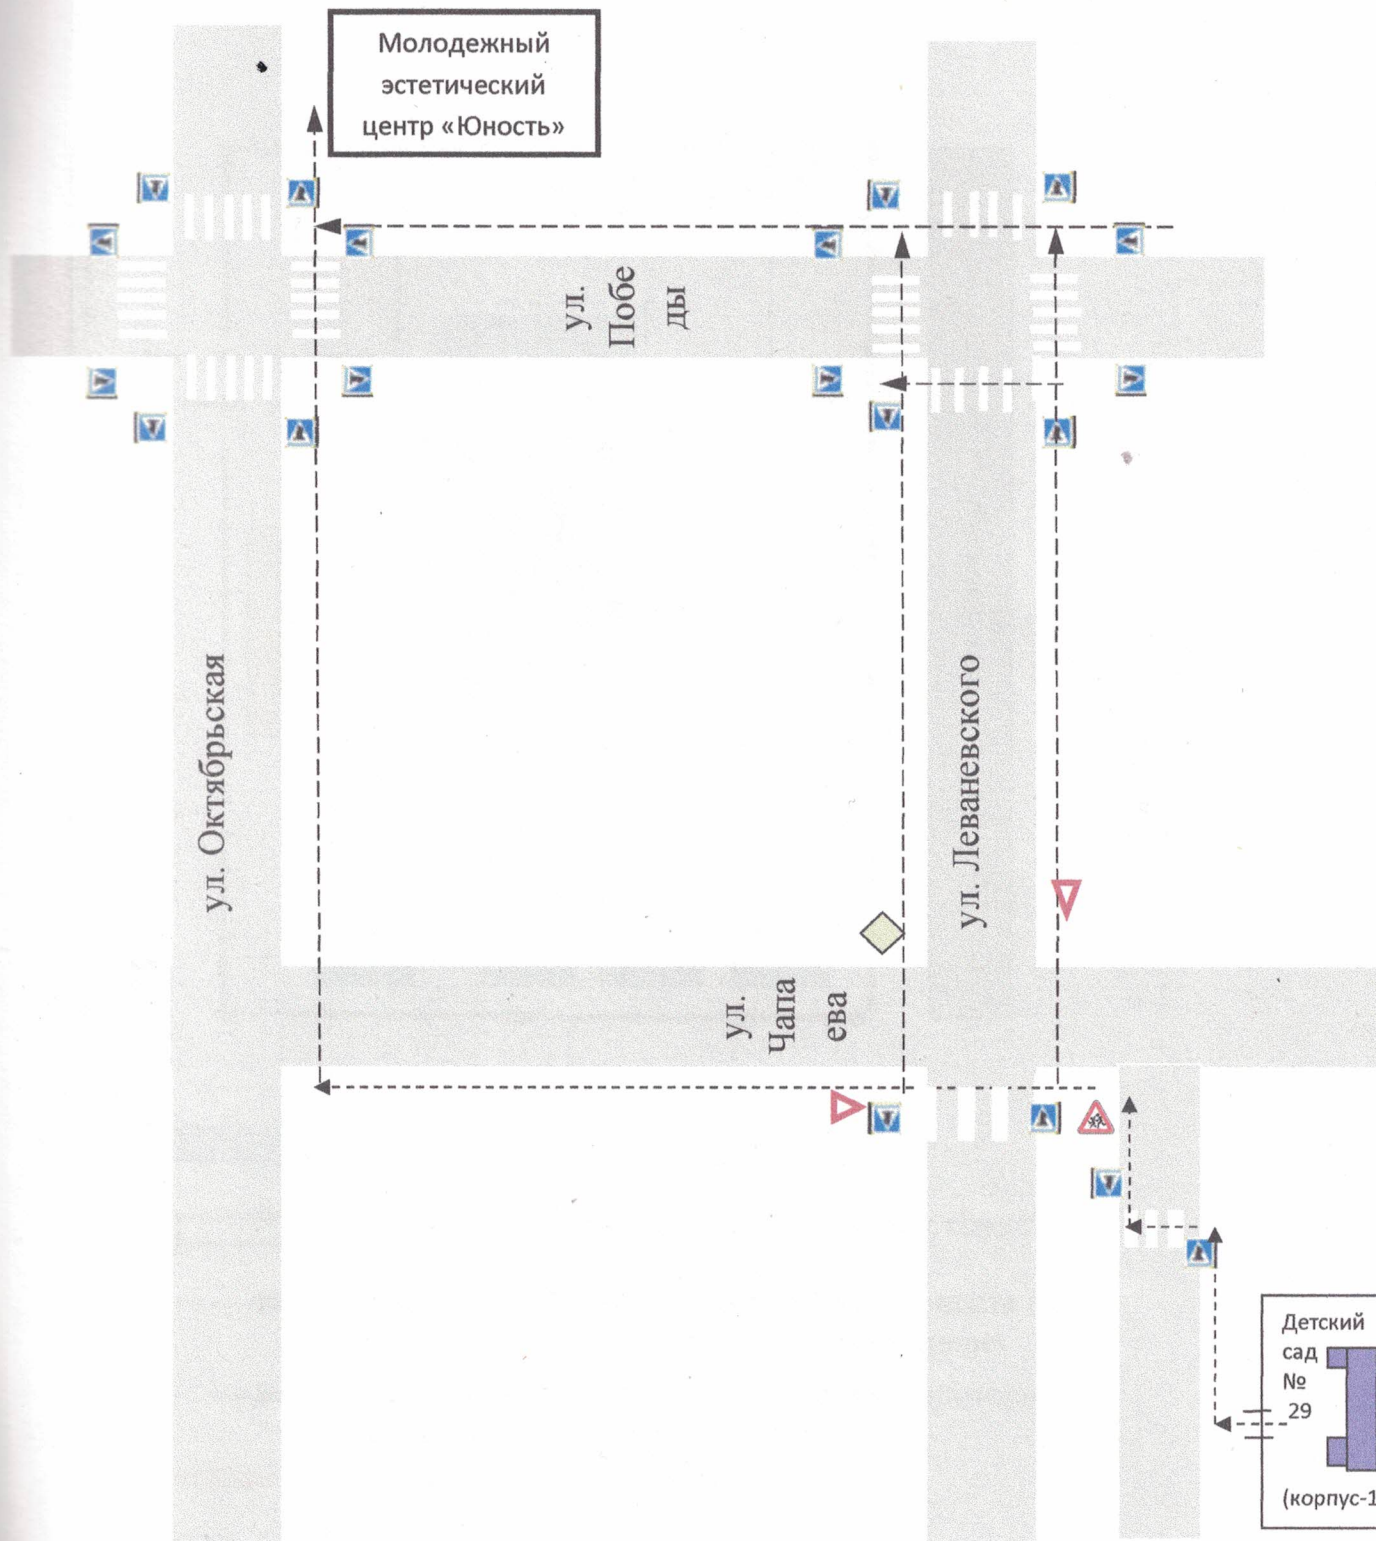 Молодежный
эстетический
центр «Юность»
ул.
Побе
ды
ул. Октябрьская
ул. Леваневского
ул.
Чапа
ева
Детский
сад
№
29
(корпус-1